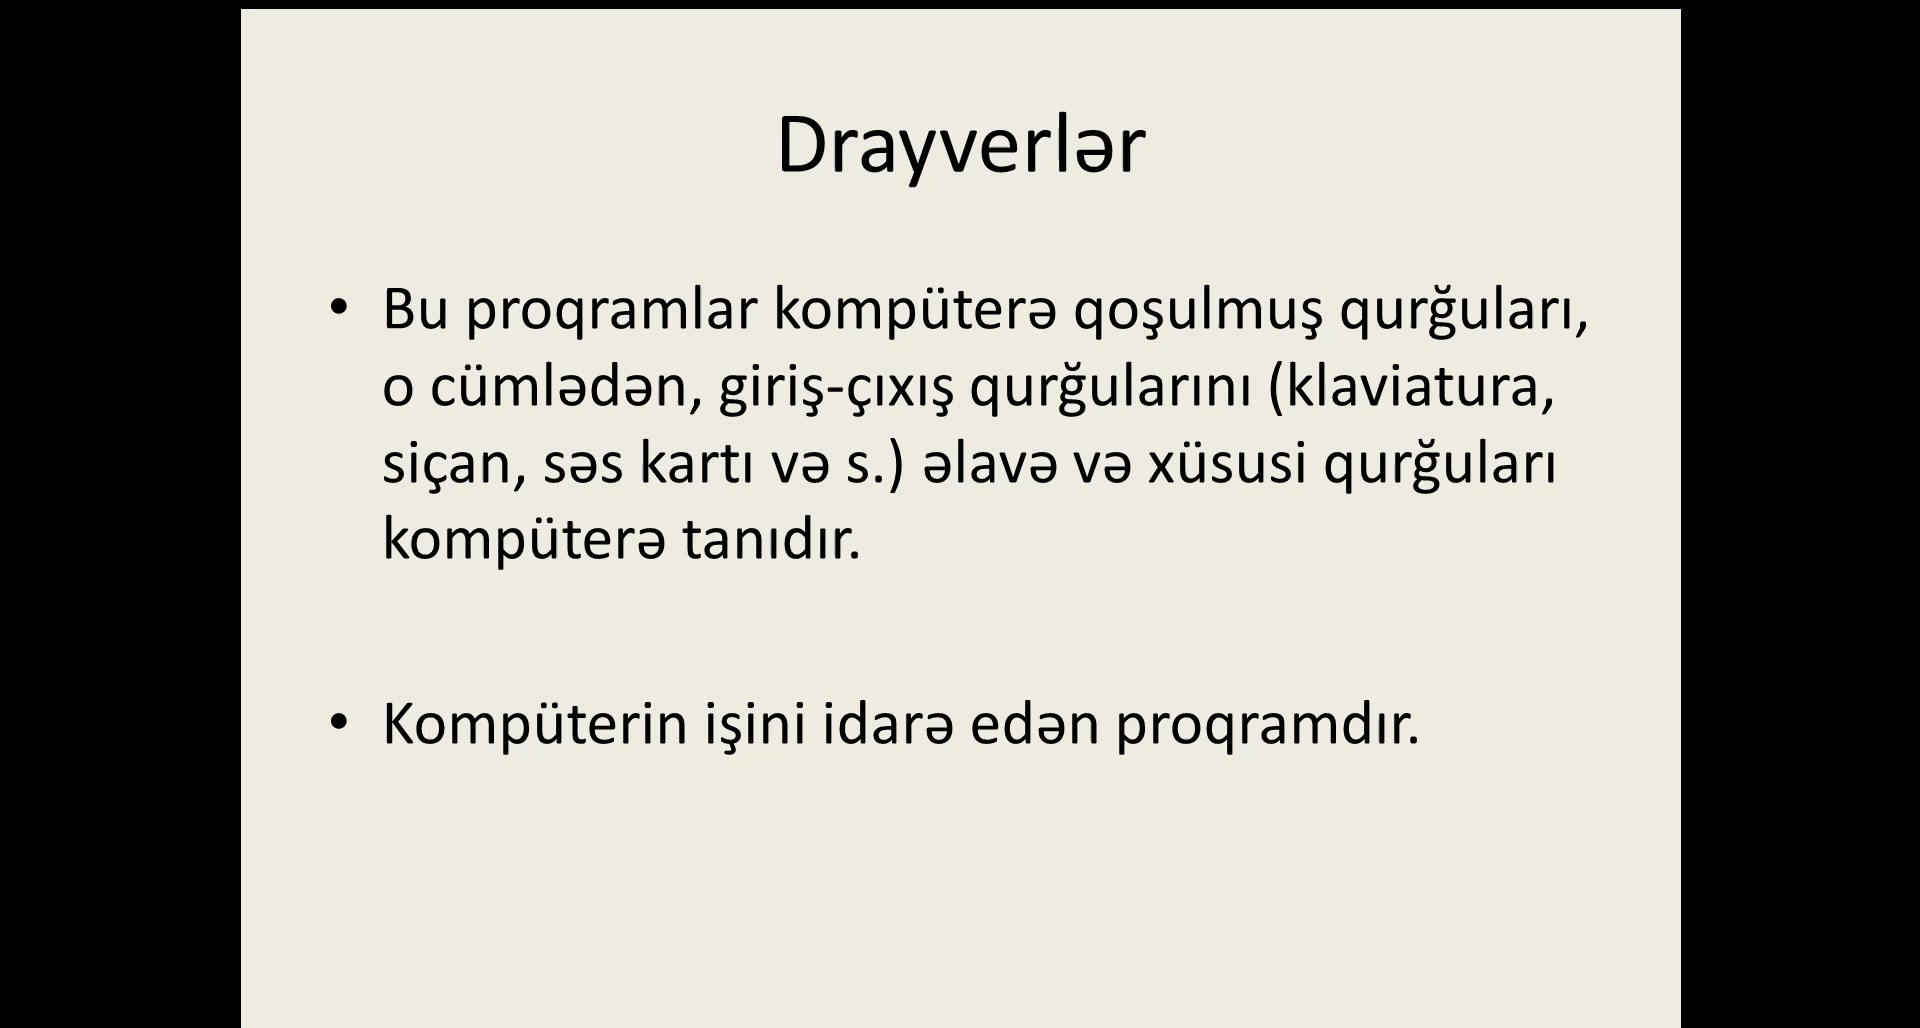 Drayverlər
• Bu proqramlar kompüterə qoşulmuş qurğuları,
o cümlədən, giriş-çıxış qurğularını (klaviatura,
siçan, səs kartı və s.) əlavə və xüsusi qurğuları
kompüterə tanıdır.
• Kompüterin işini idarə edən proqramdır.